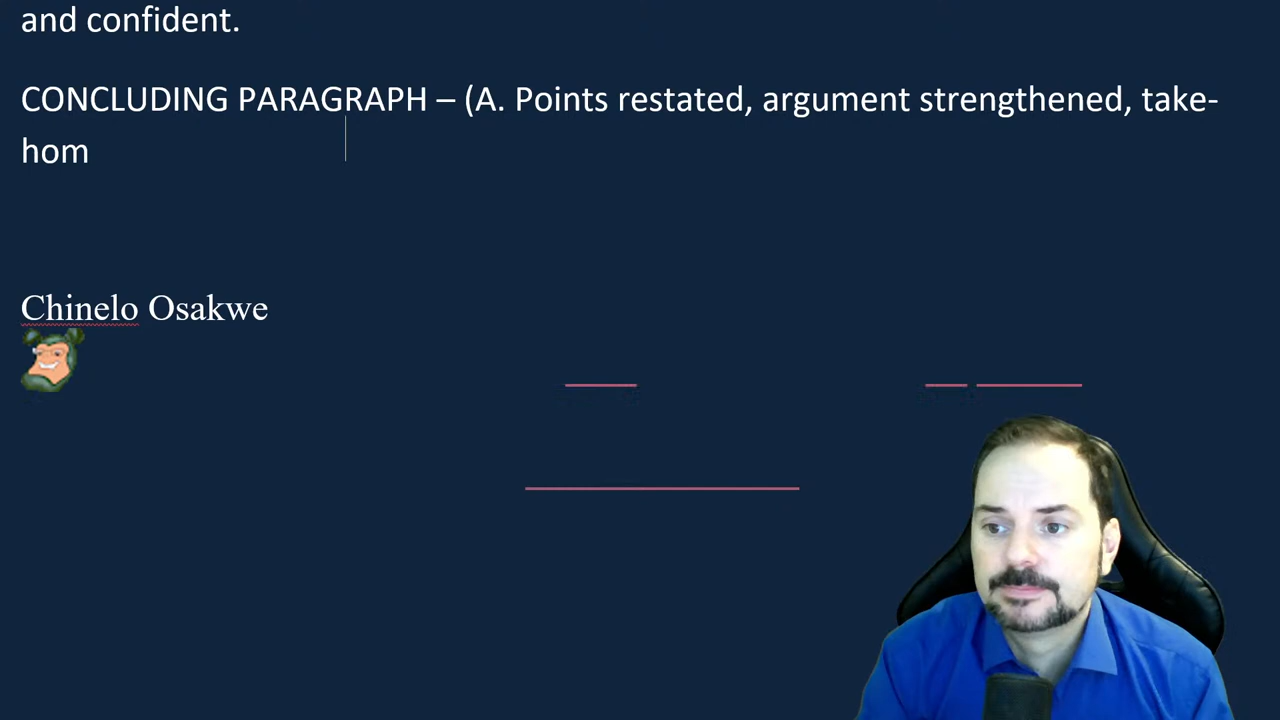 and confident.
CONCLUDING PARAGRAPH – (A. Points restated, argument strengthened, take-
hom
Chinelo Osakwe